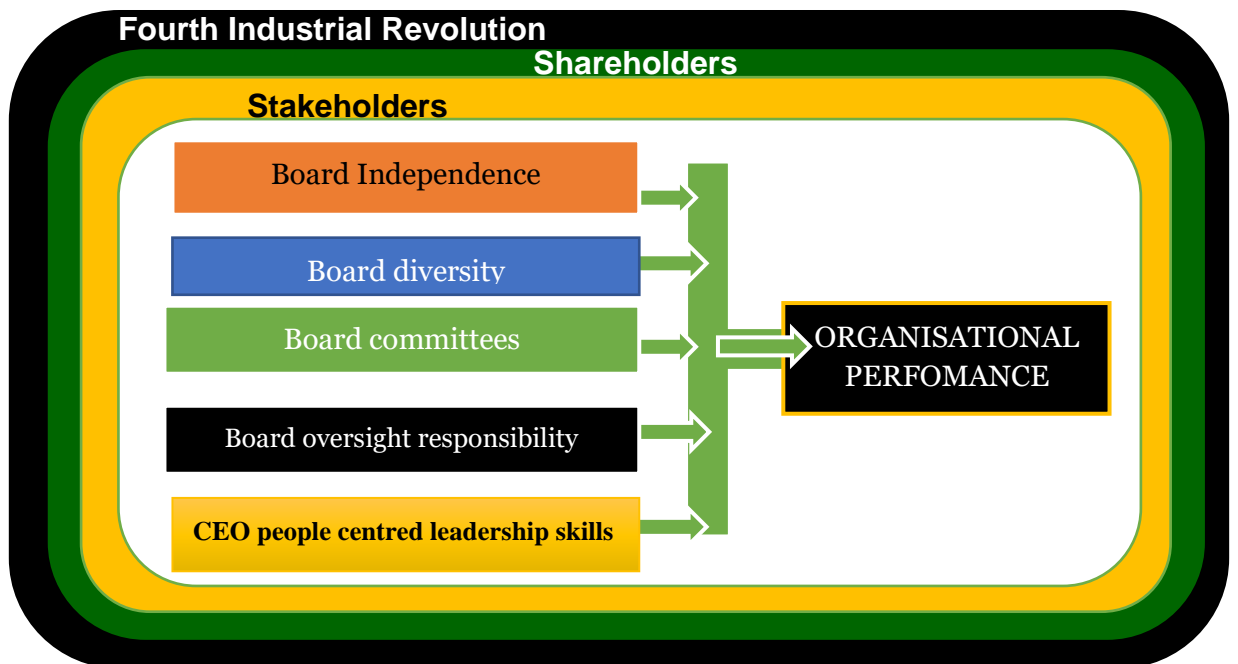 Fourth Industrial Revolution
Shareholders
Stakeholders
Board Independence
Board diversity
Board committees
Board oversight responsibility
CEO people centred leadership skills
ORGANISATIONAL
PERFOMANCE